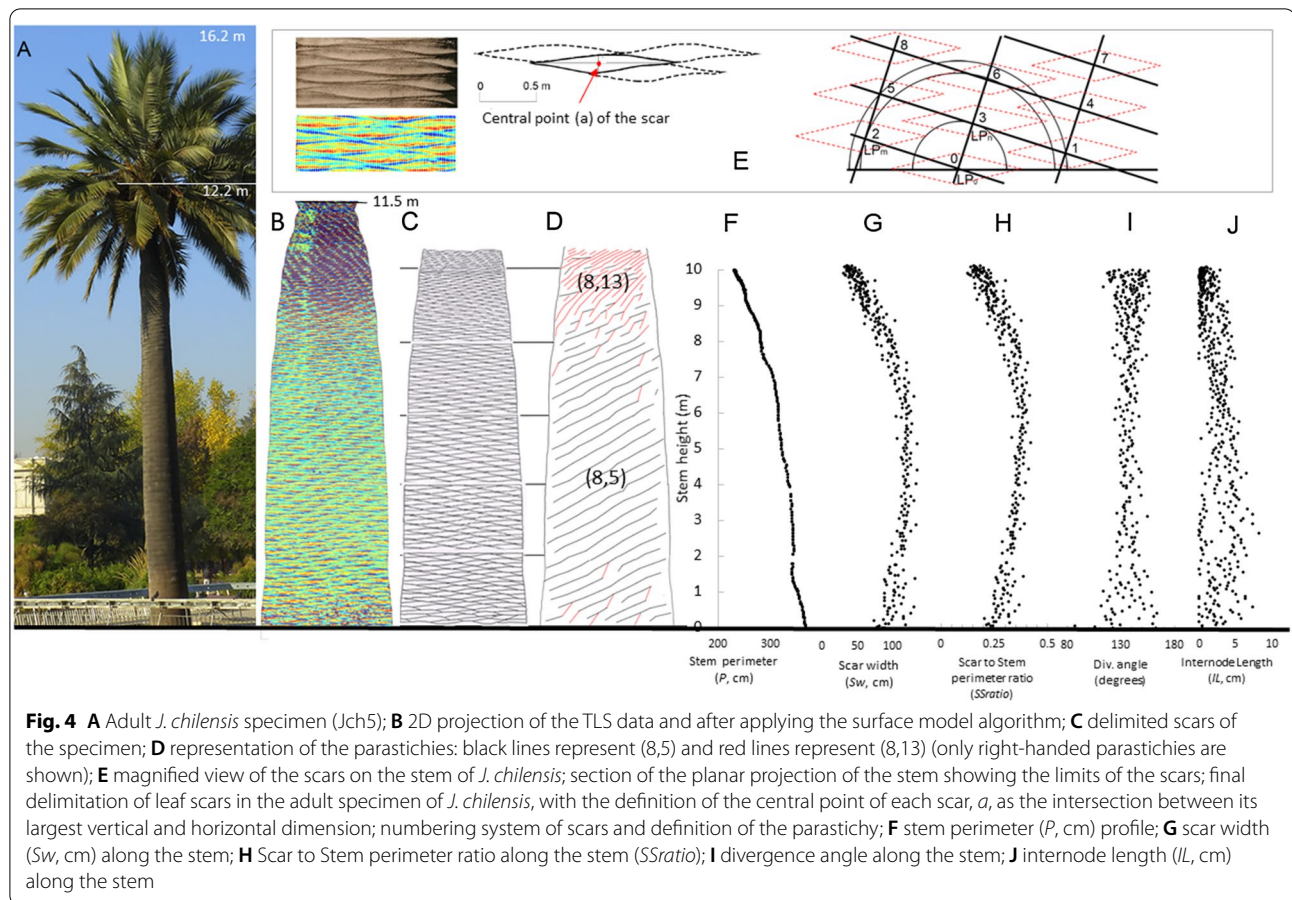 A
16.2 m
12.2 m
0 0.5 m
Central point (a) of the scar
E
8
7
6
5
4
3
2
1
0
LPm
LPn
B
11.5 m
C
D
(8,13)
(8,5)
F
G
H
I
J
Stem height (m)
10
9
8
7
6
5
4
3
2
1
0
200 300
Stem perimeter
(P, cm)
0 50 100
Scar width
(Sw, cm)
0 0.25 0.5
Scar to Stem
perimeter ratio
(SSratio)
80 130 180
Div. angle
(degrees)
0 5 10
Internode Length
(IL, cm)
Fig. 4 A Adult J. chilensis specimen (Jch5); B 2D projection of the TLS data and after applying the surface model algorithm; C delimited scars of
the specimen; D representation of the parastichies: black lines represent (8,5) and red lines represent (8,13) (only right-handed parastichies are
shown); E magnified view of the scars on the stem of J. chilensis; section of the planar projection of the stem showing the limits of the scars; final
delimitation of leaf scars in the adult specimen of J. chilensis, with the definition of the central point of each scar, a, as the intersection between its
largest vertical and horizontal dimension; numbering system of scars and definition of the parastichy; F stem perimeter (P, cm) profile; G scar width
(Sw, cm) along the stem; H Scar to Stem perimeter ratio along the stem (SSratio); I divergence angle along the stem; J internode length (IL, cm)
along the stem